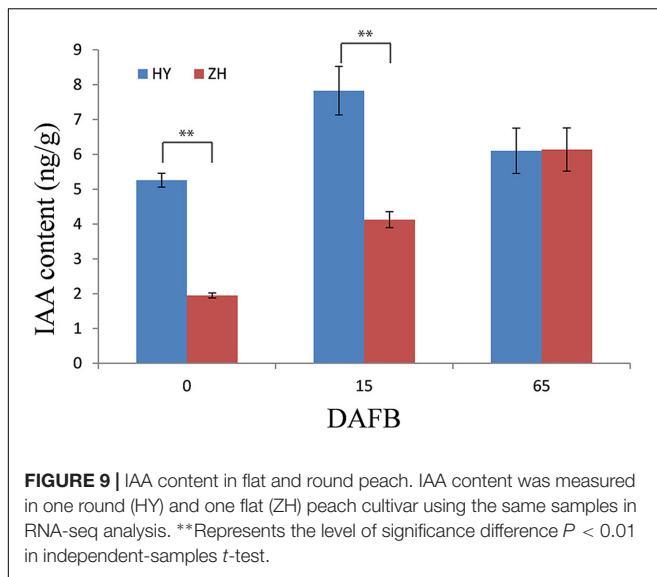 IAA content (ng/g)
9
8
7
6
5
4
3
2
1
0
HY ZH
**
**
0 15 65
DAFB
FIGURE 9 | IAA content in flat and round peach. IAA content was measured
in one round (HY) and one flat (ZH) peach cultivar using the same samples in
RNA-seq analysis. **Represents the level of significance difference P < 0.01
in independent-samples t-test.